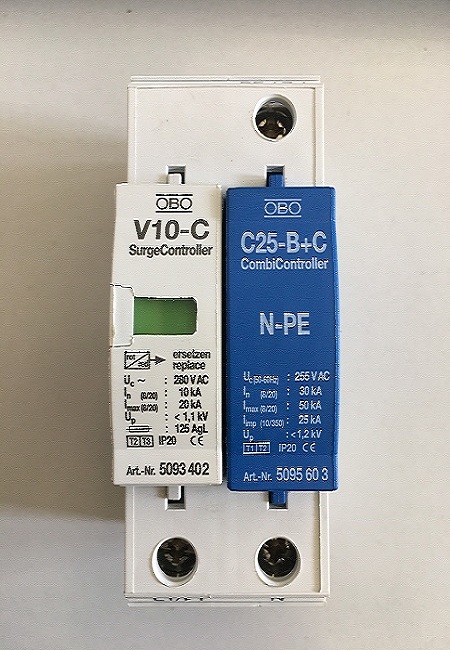 OBO
V10-C
SurgeController
rot
red
ersetzen
replace
Uc ~ : 280 V AC
In (8/20) : 10 kA
Imax (8/20) : 20 kA
Up : < 1,1 kV
: 125 AgL
T2 T3 IP20 CE
Art.-Nr. 5093 40 2
OBO
C25-B+C
CombiController
N-PE
Uc (50-60Hz) : 255 V AC
In (8/20) : 30 kA
Imax (8/20) : 50 kA
Iimp (10/350) : 25 kA
Up : < 1,2 kV
T1 T2 IP20 CE
Art.-Nr. 5095 60 3